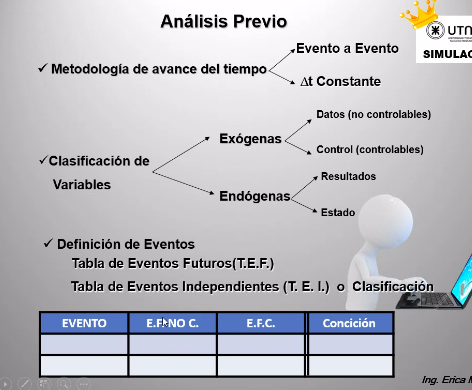 Análisis Previo
UTN
SIMULAC
✓ Metodología de avance del tiempo
Evento a Evento
Δt Constante
✓Clasificación de
Variables
Exógenas
Datos (no controlables)
Control (controlables)
Endógenas
Resultados
Estado
✓ Definición de Eventos
Tabla de Eventos Futuros(T.E.F.)
Tabla de Eventos Independientes (T. E. I.) o Clasificación
EVENTO E.F.NO C. E.F.C. Concición
Ing. Erica